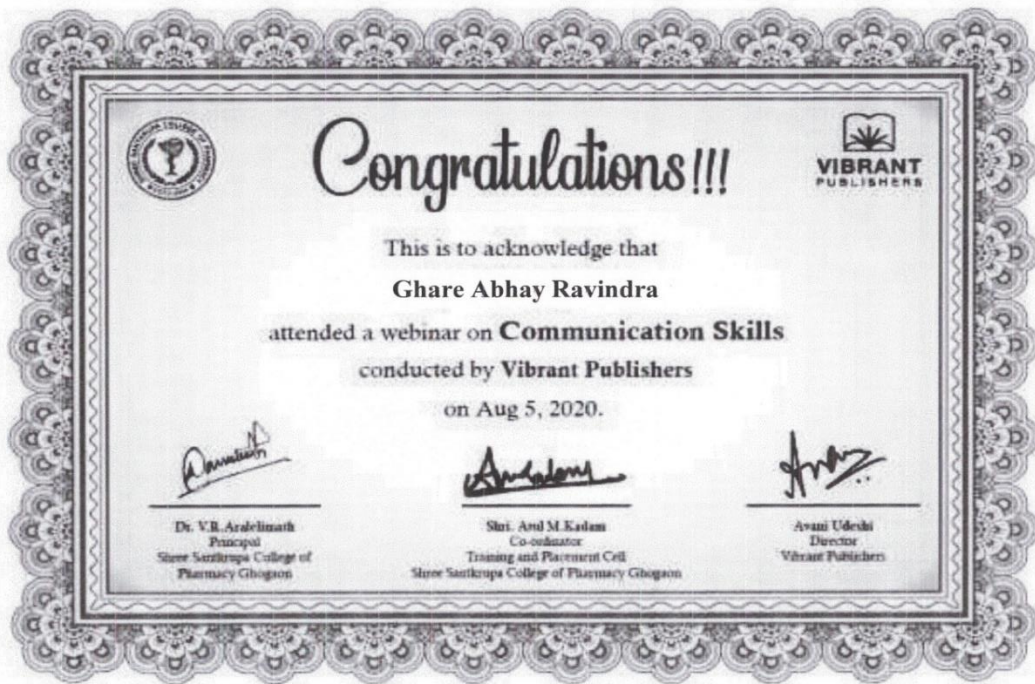 Congratulations!!!
VIBRANT
PUBLISHERS
This is to acknowledge that
Ghare Abhay Ravindra
attended a webinar on Communication Skills
conducted by Vibrant Publishers
on Aug 5, 2020.
Dr. V.R.Aralelimath
Principal
Shree Santkrupa College of
Pharmacy Ghogaon
Shri. Amol M.Kadam
Co-ordinator
Training and Placement Cell
Shree Santkrupa College of Pharmacy Ghogaon
Avani Udeshi
Director
Vibrant Publishers